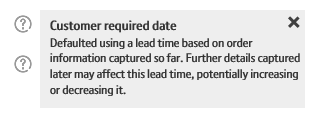 Customer required date
Defaulted using a lead time based on order
information captured so far. Further details captured
later may affect this lead time, potentially increasing
or decreasing it.